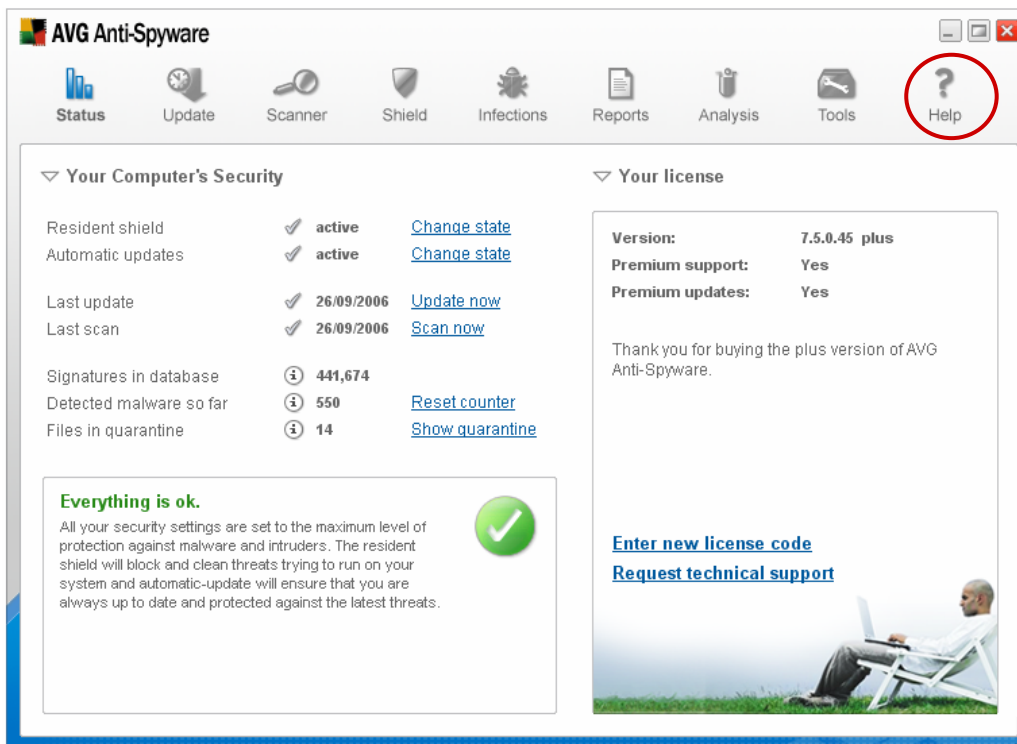 AVG Anti-Spyware
Status Update Scanner Shield Infections Reports Analysis Tools Help
Your Computer's Security
Resident shield active Change state
Automatic updates active Change state
Last update 26/09/2006 Update now
Last scan 26/09/2006 Scan now
Signatures in database 441,674
Detected malware so far 550 Reset counter
Files in quarantine 14 Show quarantine
Everything is ok.
All your security settings are set to the maximum level of
protection against malware and intruders. The resident
shield will block and clean threats trying to run on your
system and automatic-update will ensure that you are
always up to date and protected against the latest threats.
Your license
Version: 7.5.0.45 plus
Premium support: Yes
Premium updates: Yes
Thank you for buying the plus version of AVG
Anti-Spyware.
Enter new license code
Request technical support